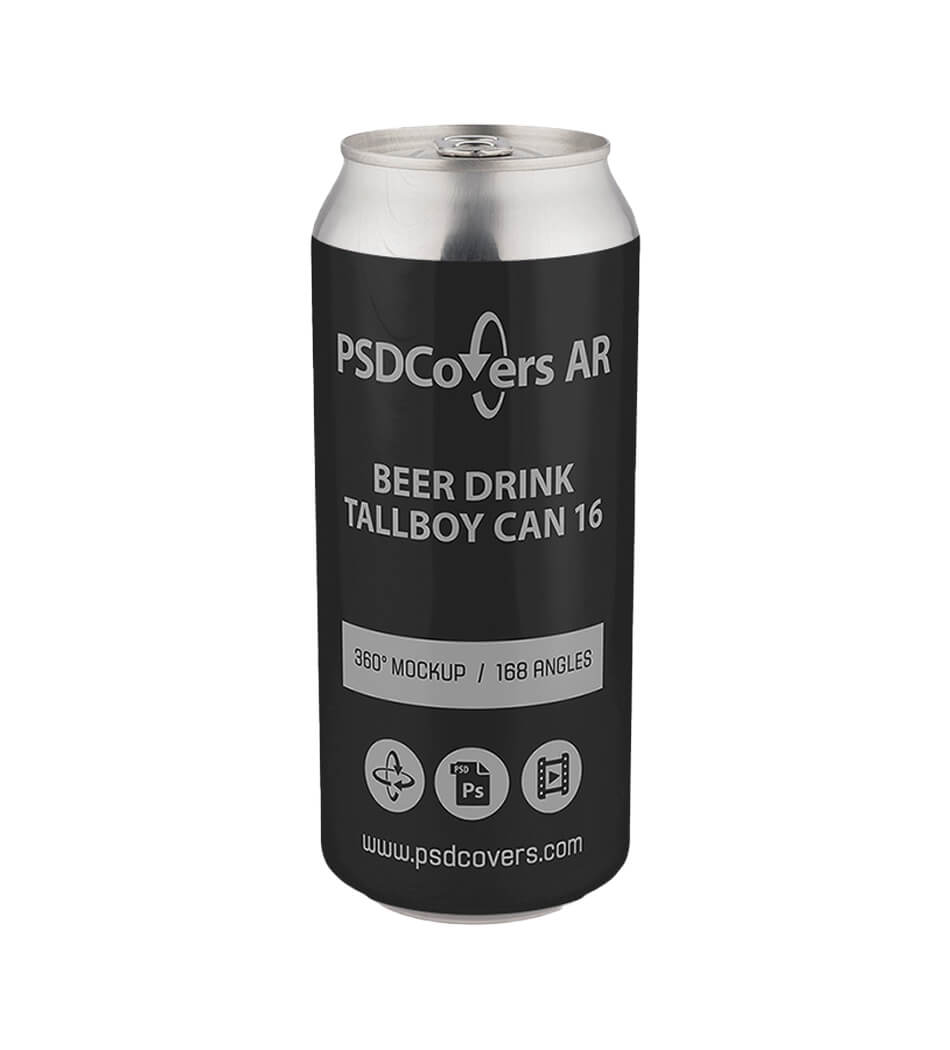 PSDCovers AR
BEER DRINK
TALLBOY CAN 16
360° MOCKUP / 168 ANGLES
PSD
Ps
www.psdcovers.com